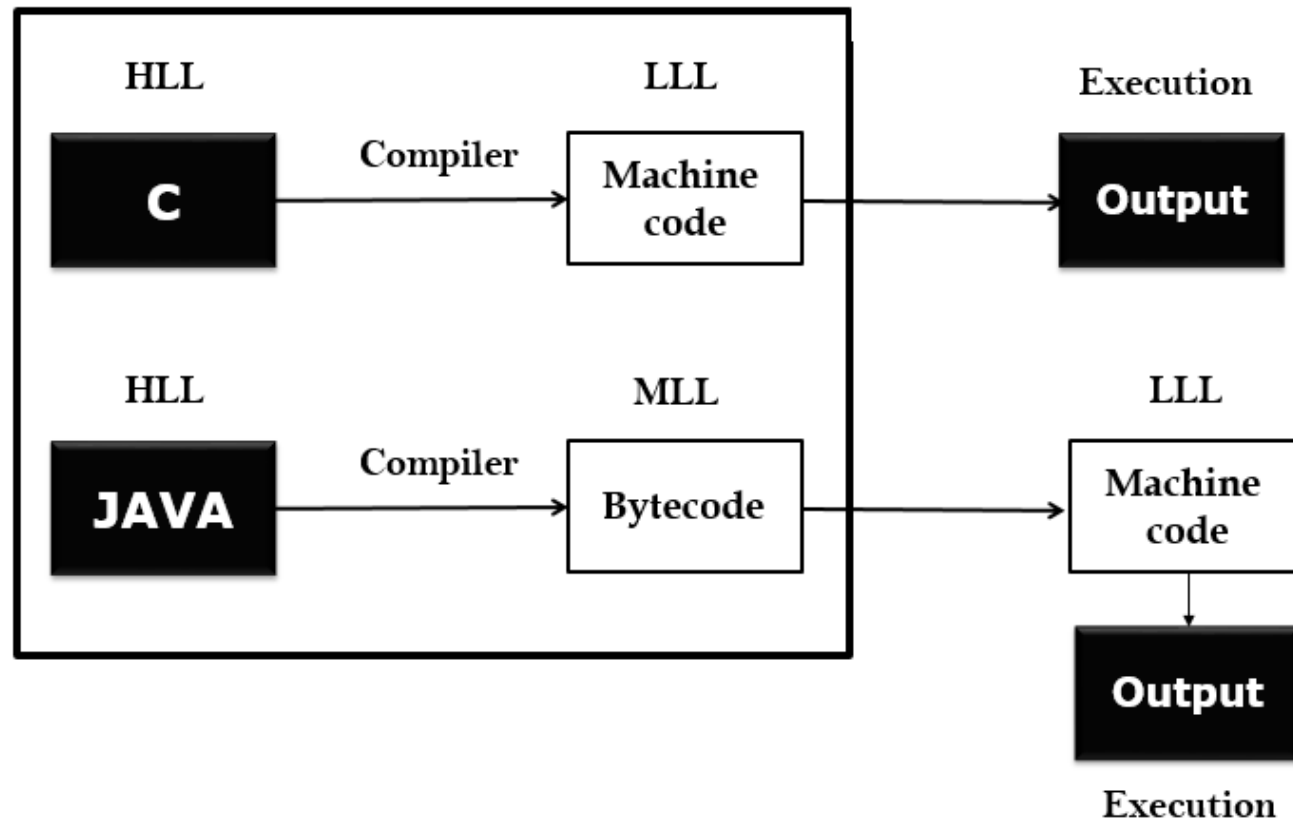 HLL
LLL
Execution
C
Compiler
Machine
code
Output
HLL
MLL
LLL
JAVA
Compiler
Bytecode
Machine
code
Output
Execution